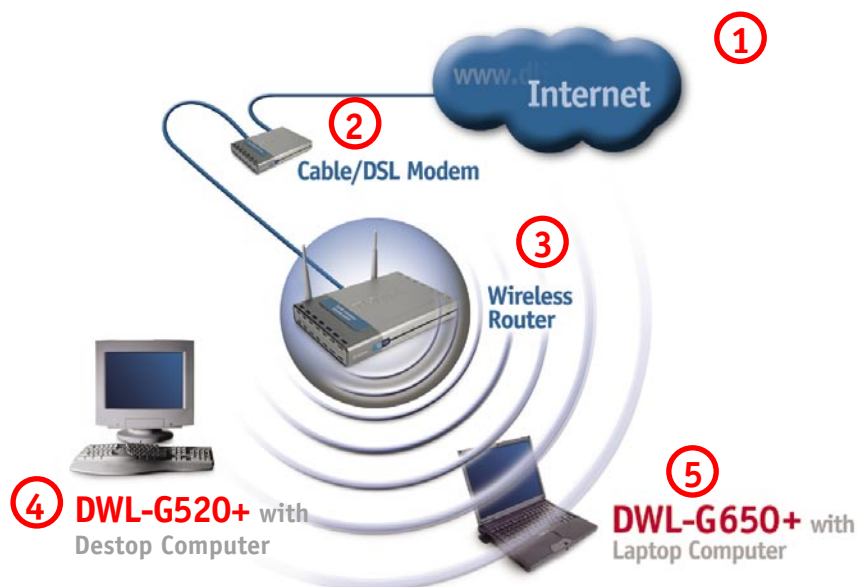 1
www.dl
Internet
2
Cable/DSL Modem
3
Wireless
Router
4
DWL-G520+ with
Destop Computer
5
DWL-G650+ with
Laptop Computer